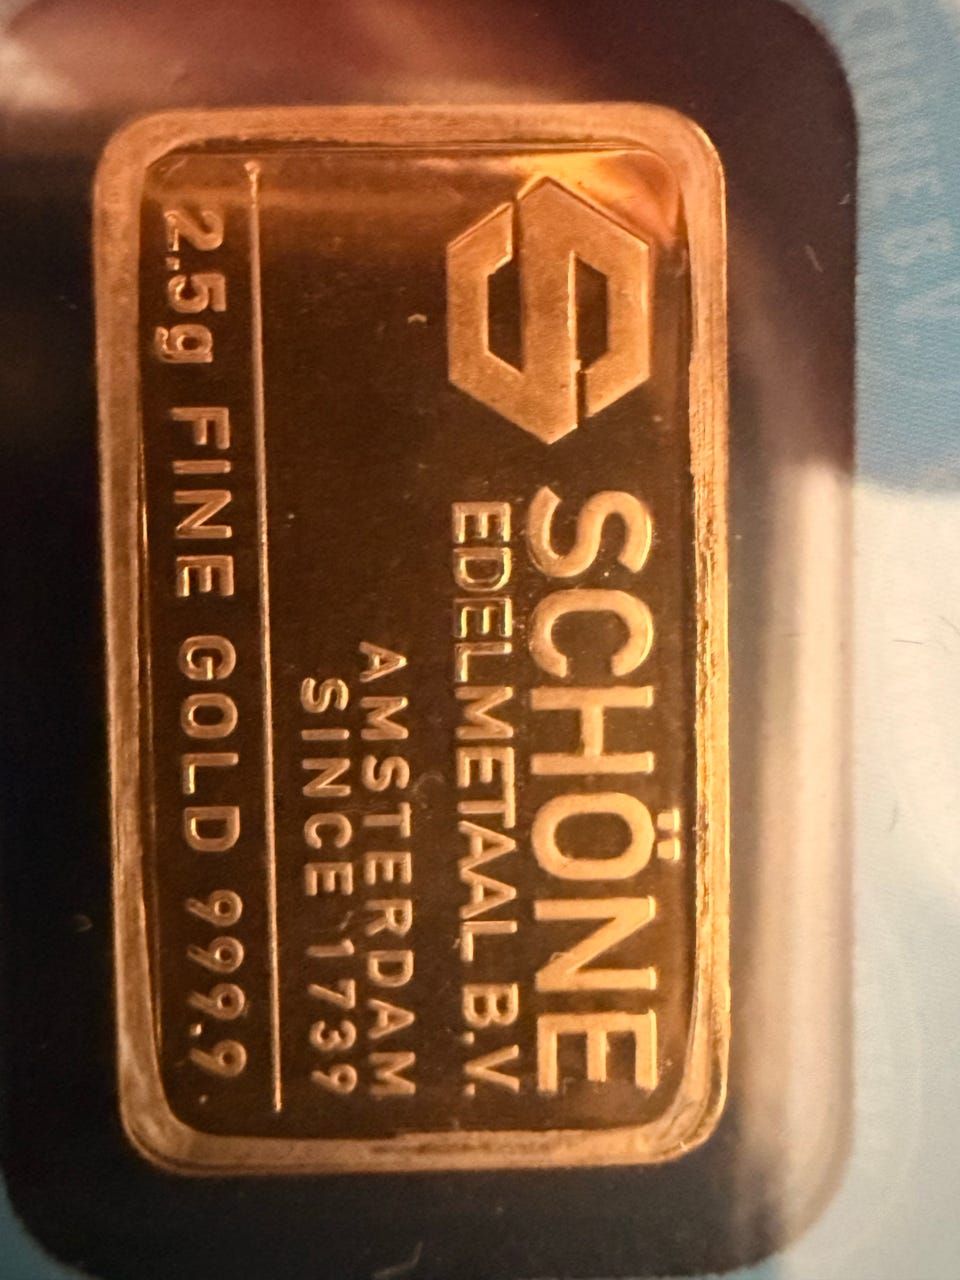 SCHÖNE
EDELMETAAL B.V.
AMSTERDAM
SINCE 1739
2.5g FINE GOLD 999.9